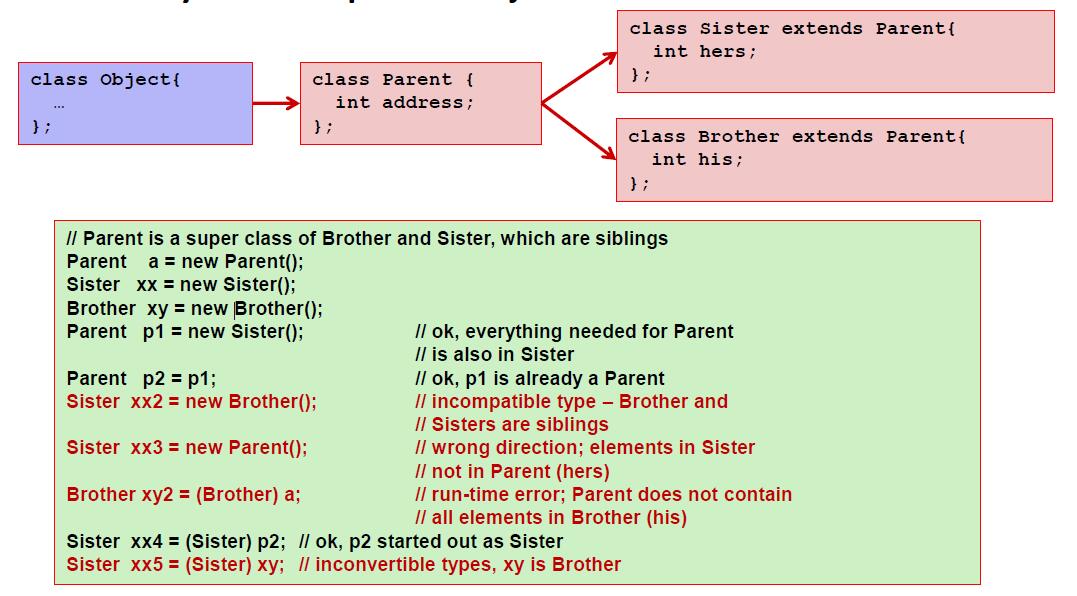 class Object{
…
};
class Parent {
int address;
};
class Sister extends Parent{
int hers;
};
class Brother extends Parent{
int his;
};
// Parent is a super class of Brother and Sister, which are siblings
Parent a = new Parent();
Sister xx = new Sister();
Brother xy = new Brother();
Parent p1 = new Sister(); // ok, everything needed for Parent
// is also in Sister
Parent p2 = p1; // ok, p1 is already a Parent
Sister xx2 = new Brother(); // incompatible type – Brother and
// Sisters are siblings
Sister xx3 = new Parent(); // wrong direction; elements in Sister
// not in Parent (hers)
Brother xy2 = (Brother) a; // run-time error; Parent does not contain
// all elements in Brother (his)
Sister xx4 = (Sister) p2; // ok, p2 started out as Sister
Sister xx5 = (Sister) xy; // inconvertible types, xy is Brother